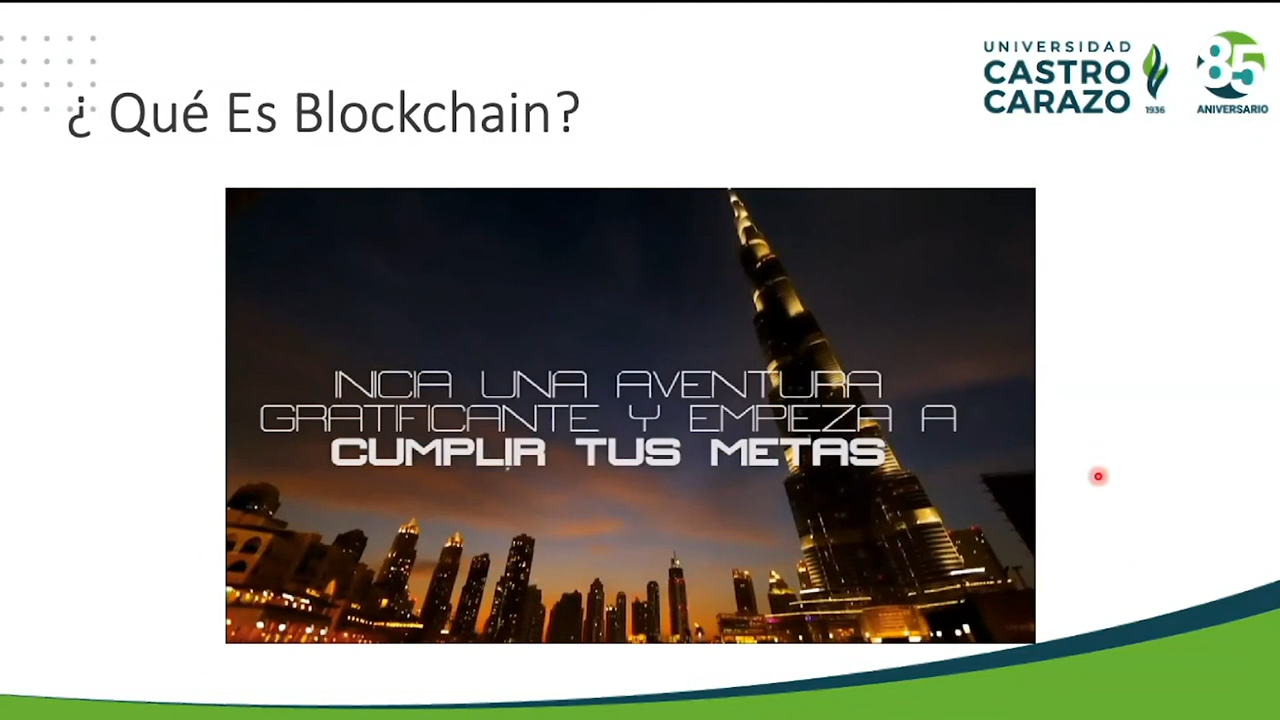 UNIVERSIDAD
CASTRO
CARAZO
1936
85
ANIVERSARIO
¿ Qué Es Blockchain?
INICIA UNA AVENTURA
GRATIFICANTE Y EMPEZA A
CUMPLIR TUS METAS